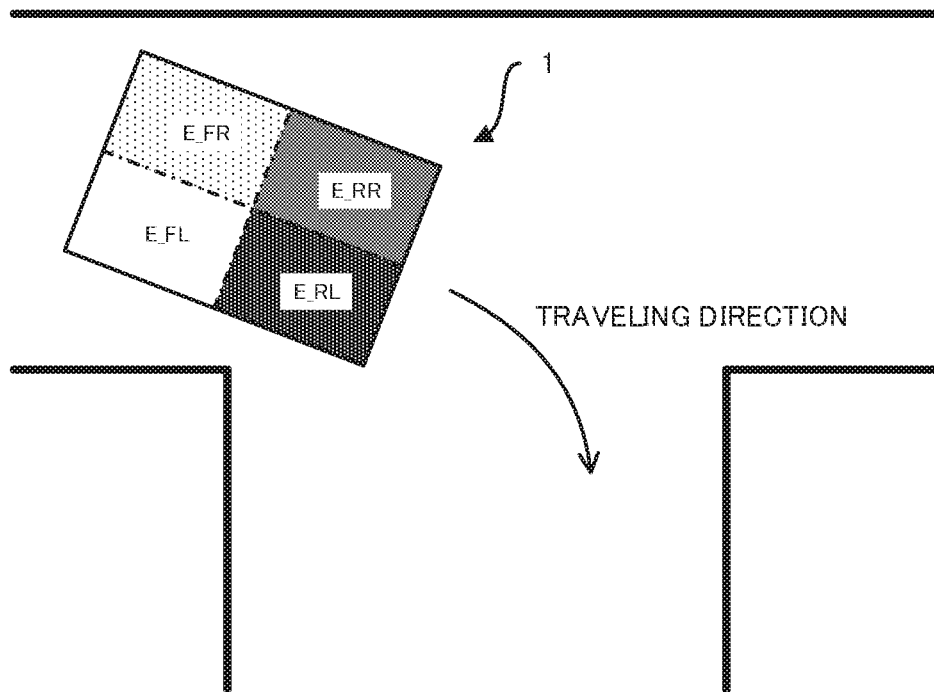 1
E_FR
E_RR
E_FL
E_RL
TRAVELING DIRECTION